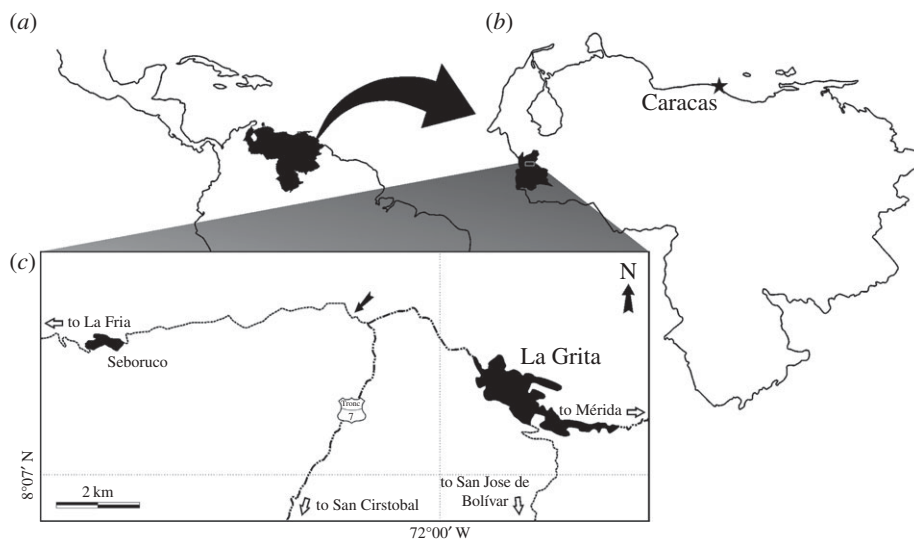 (a)
(b)
Caracas
(c)
N
to La Fria
Seboruco
La Grita
Tronc
7
to Mérida
8°07′ N
2 km
to San Cirstobal
to San Jose de
Bolívar
72°00′ W